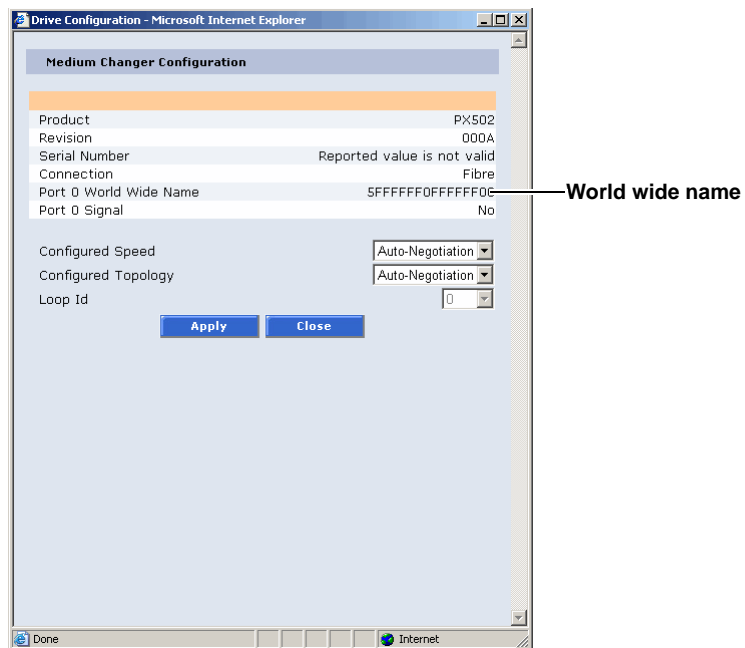 Drive Configuration - Microsoft Internet Explorer
Medium Changer Configuration
Product PX502
Revision 000A
Serial Number Reported value is not valid
Connection Fibre
Port 0 World Wide Name 5FFFFFF0FFFFFF00
World wide name
Port 0 Signal No
Configured Speed Auto-Negotiation
Configured Topology Auto-Negotiation
Loop Id 0
Apply Close
Done Internet